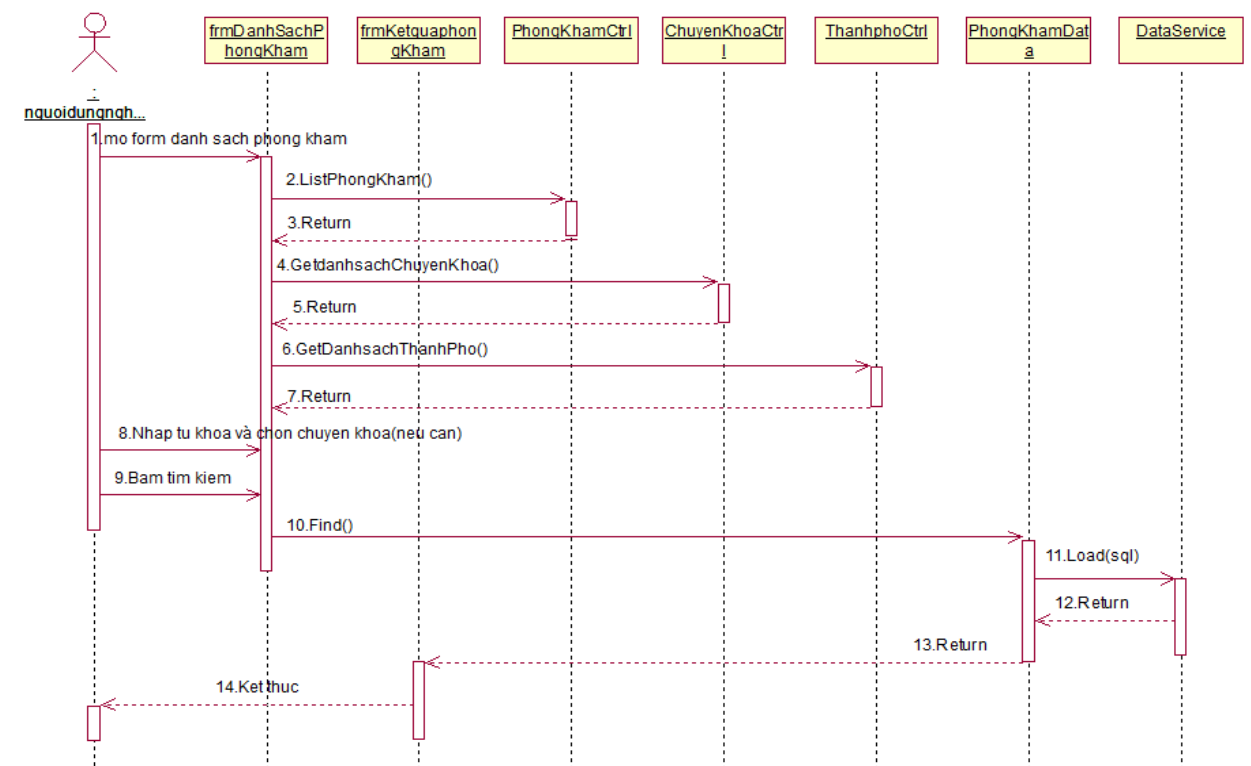 frmDanhSachP
hongKham
frmKetquaphon
gKham
PhongKhamCtrl
ChuyenKhoaCtr
l
ThanhphoCtrl
PhongKhamDat
a
DataService
:
nguoidungngh...
1.mo form danh sach phong kham
2.ListPhongKham()
3.Return
4.GetdanhsachChuyenKhoa()
5.Return
6.GetDanhsachThanhPho()
7.Return
8.Nhap tu khoa và chon chuyen khoa(neu can)
9.Bam tim kiem
10.Find()
11.Load(sql)
12.Return
13.Return
14.Ket thuc